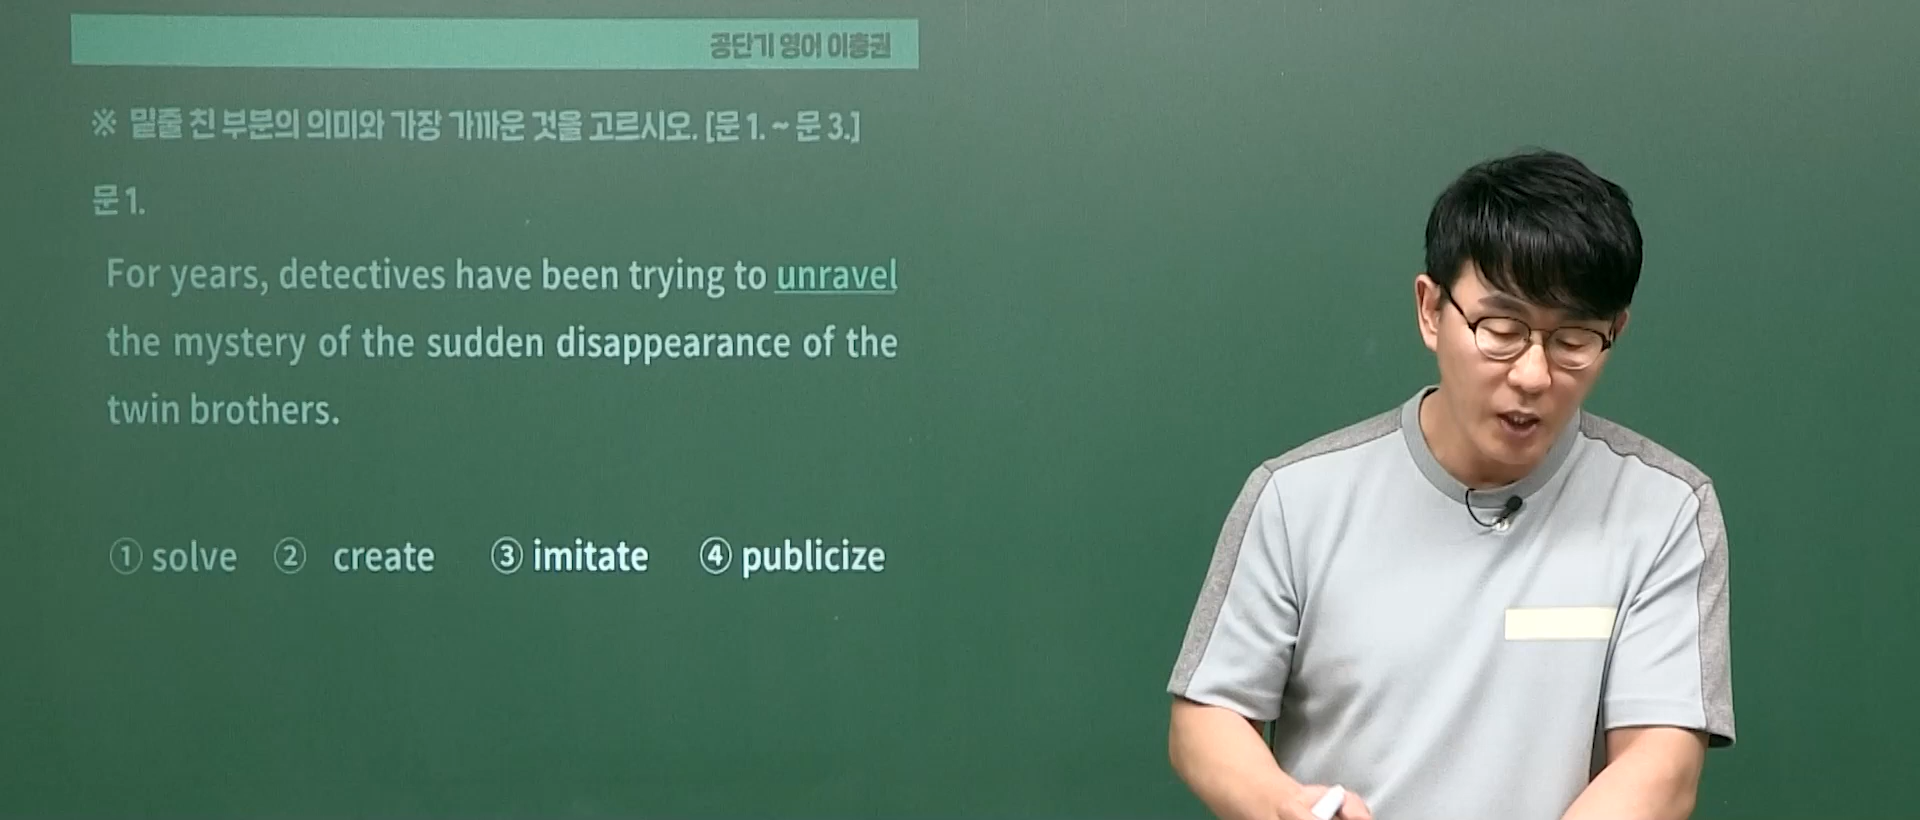 공단기 영어 이충권
※ 밑줄 친 부분의 의미와 가장 가까운 것을 고르시오. [문 1. ~ 문 3.]
문 1.
For years, detectives have been trying to unravel
the mystery of the sudden disappearance of the
twin brothers.
① solve ② create ③ imitate ④ publicize